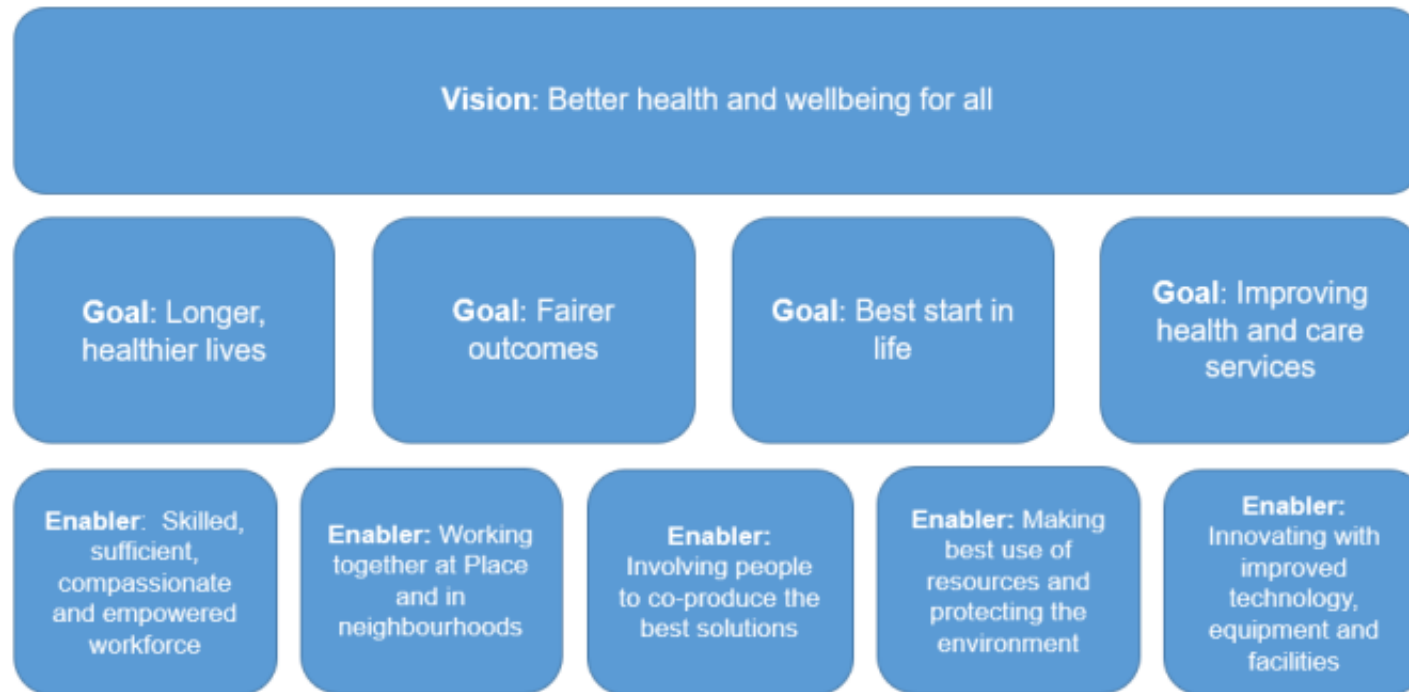 Vision: Better health and wellbeing for all
Goal: Longer,
healthier lives
Goal: Fairer
outcomes
Goal: Best start in
life
Goal: Improving
health and care
services
Enabler: Skilled,
sufficient,
compassionate
and empowered
workforce
Enabler: Working
together at Place
and in
neighbourhoods
Enabler:
Involving people
to co-produce the
best solutions
Enabler: Making
best use of
resources and
protecting the
environment
Enabler:
Innovating with
improved
technology,
equipment and
facilities